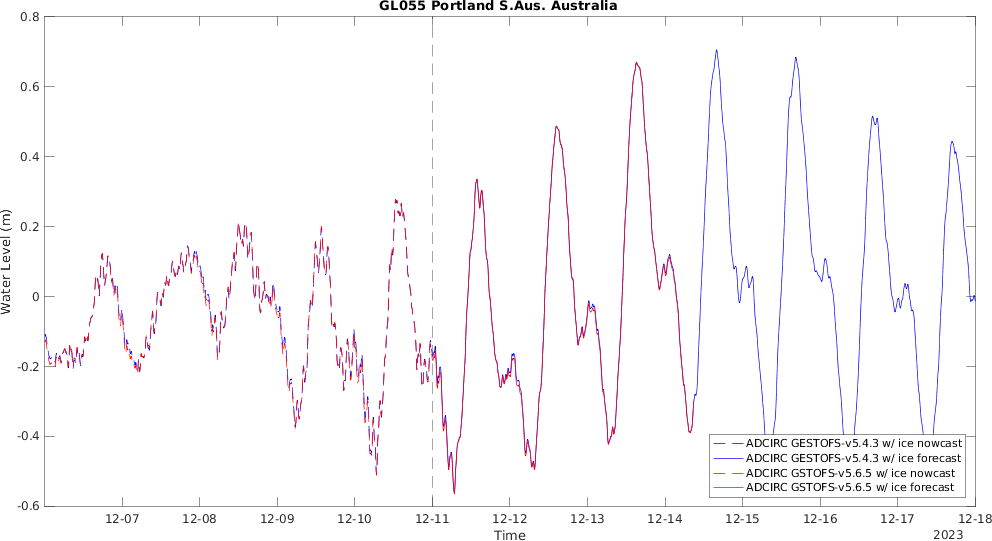 GL055 Portland S.Aus. Australia
0.8
0.6
0.4
0.2
0
-0.2
-0.4
-0.6
Water Level (m)
ADCIRC GESTOFS-v5.4.3 w/ ice nowcast
ADCIRC GESTOFS-v5.4.3 w/ ice forecast
ADCIRC GSTOFS-v5.6.5 w/ ice nowcast
ADCIRC GSTOFS-v5.6.5 w/ ice forecast
12-07 12-08 12-09 12-10 12-11 12-12 12-13 12-14 12-15 12-16 12-17 12-18
Time
2023